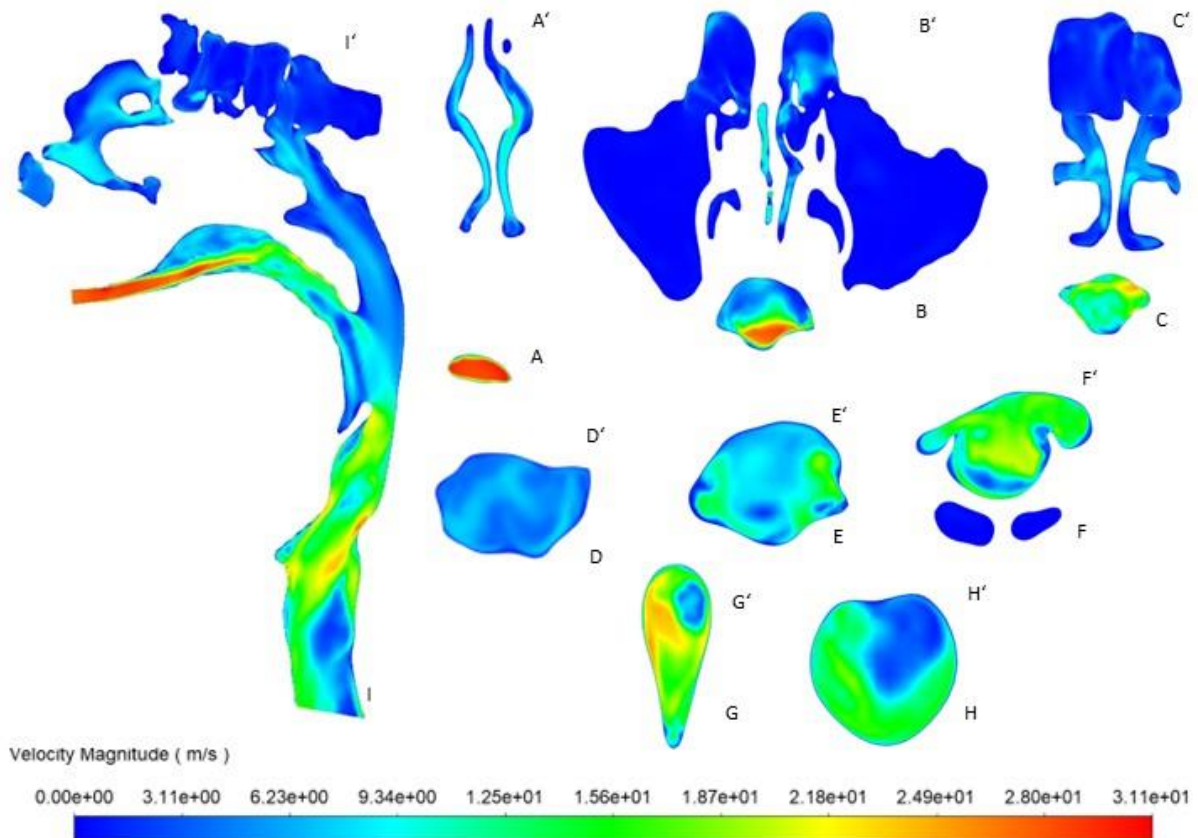 I‘
A‘
B‘
C‘
B
C
A
F‘
D‘
E‘
D
E
F
G‘
H‘
I
G
H
Velocity Magnitude ( m/s )
0.00e+00 3.11e+00 6.23e+00 9.34e+00 1.25e+01 1.56e+01 1.87e+01 2.18e+01 2.49e+01 2.80e+01 3.11e+01